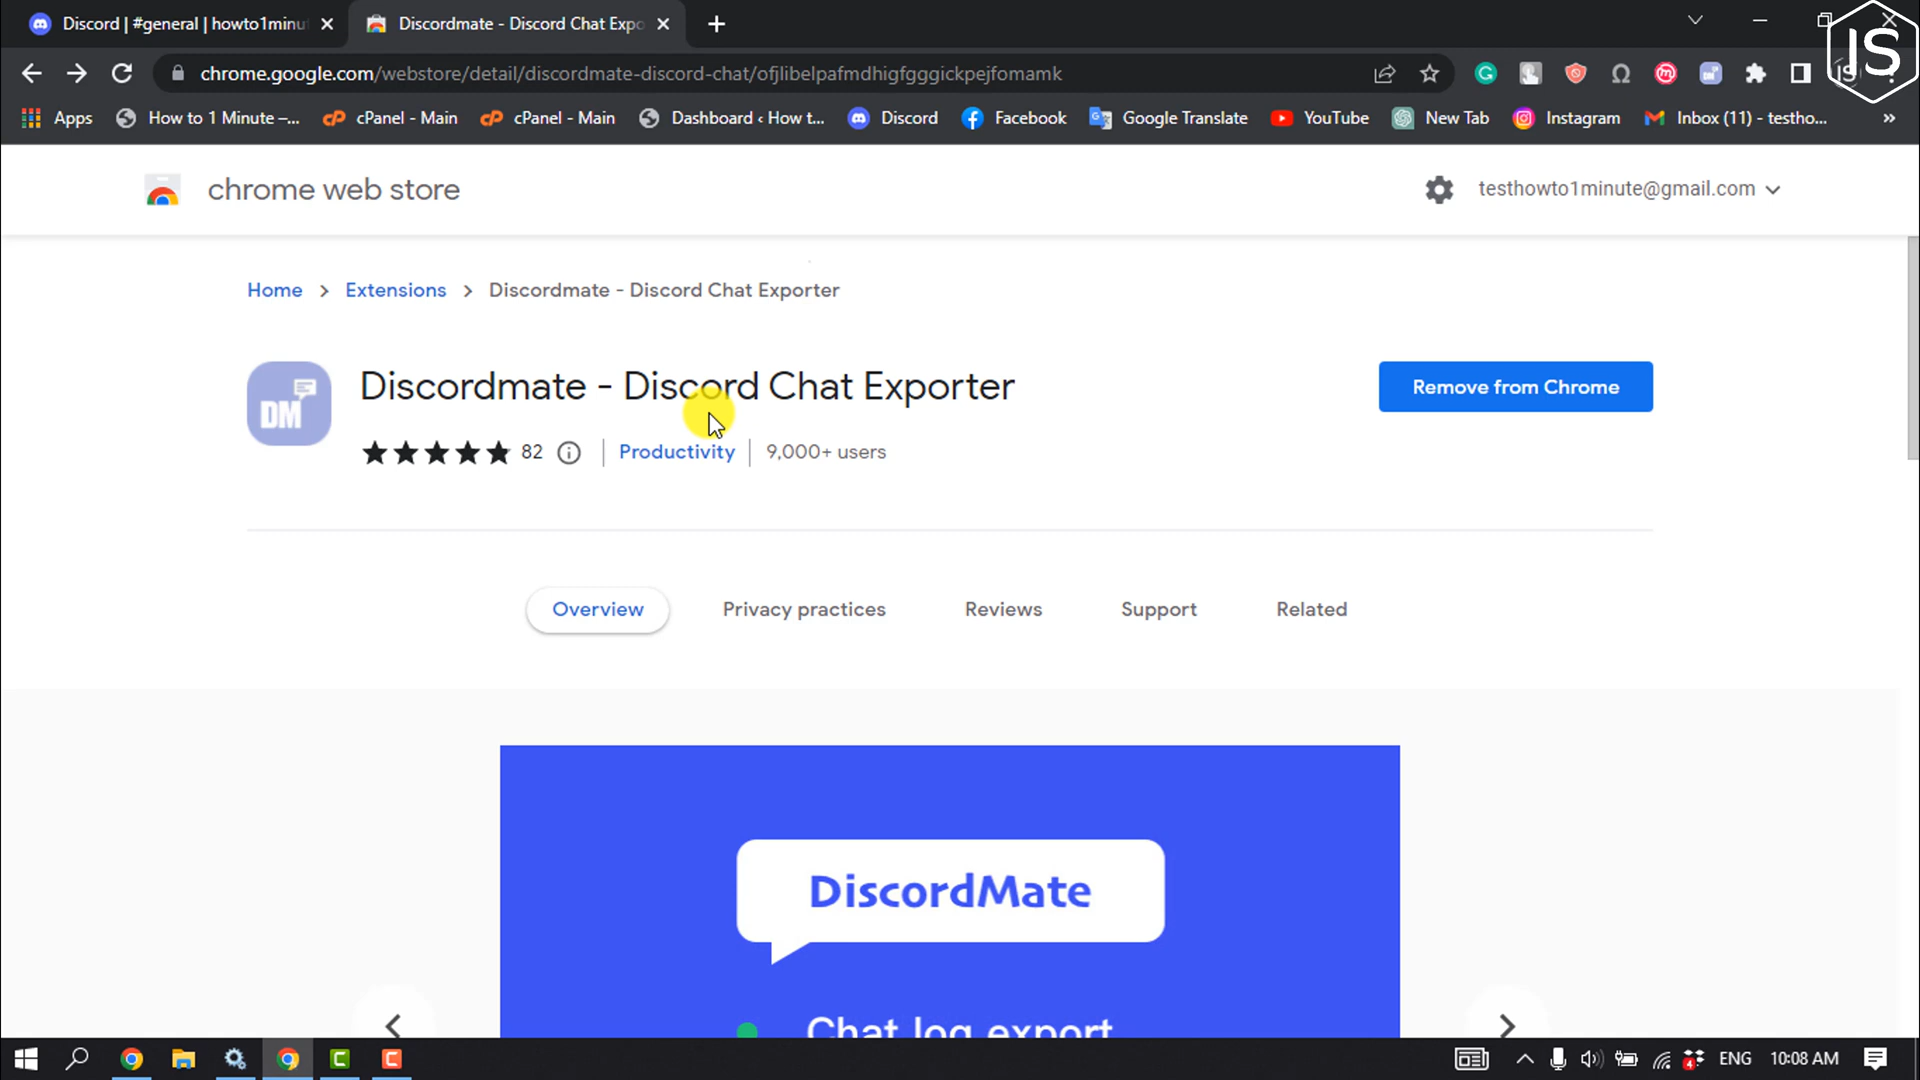 Discord | #general | howto1minu
Discordmate - Discord Chat Expo
chrome.google.com/webstore/detail/discordmate-discord-chat/ofjlibelpafmdhigfgggickpejfomamk
JS
Apps
How to 1 Minute –...
cPanel - Main
cPanel - Main
Dashboard ‹ How t...
Discord
Facebook
Google Translate
YouTube
New Tab
Instagram
Inbox (11) - testho...
»
chrome web store
testhowto1minute@gmail.com
Home > Extensions > Discordmate - Discord Chat Exporter
DM
Discordmate - Discord Chat Exporter
Remove from Chrome
82
Productivity
9,000+ users
Overview
Privacy practices
Reviews
Support
Related
DiscordMate
Chat log export
ENG
10:08 AM